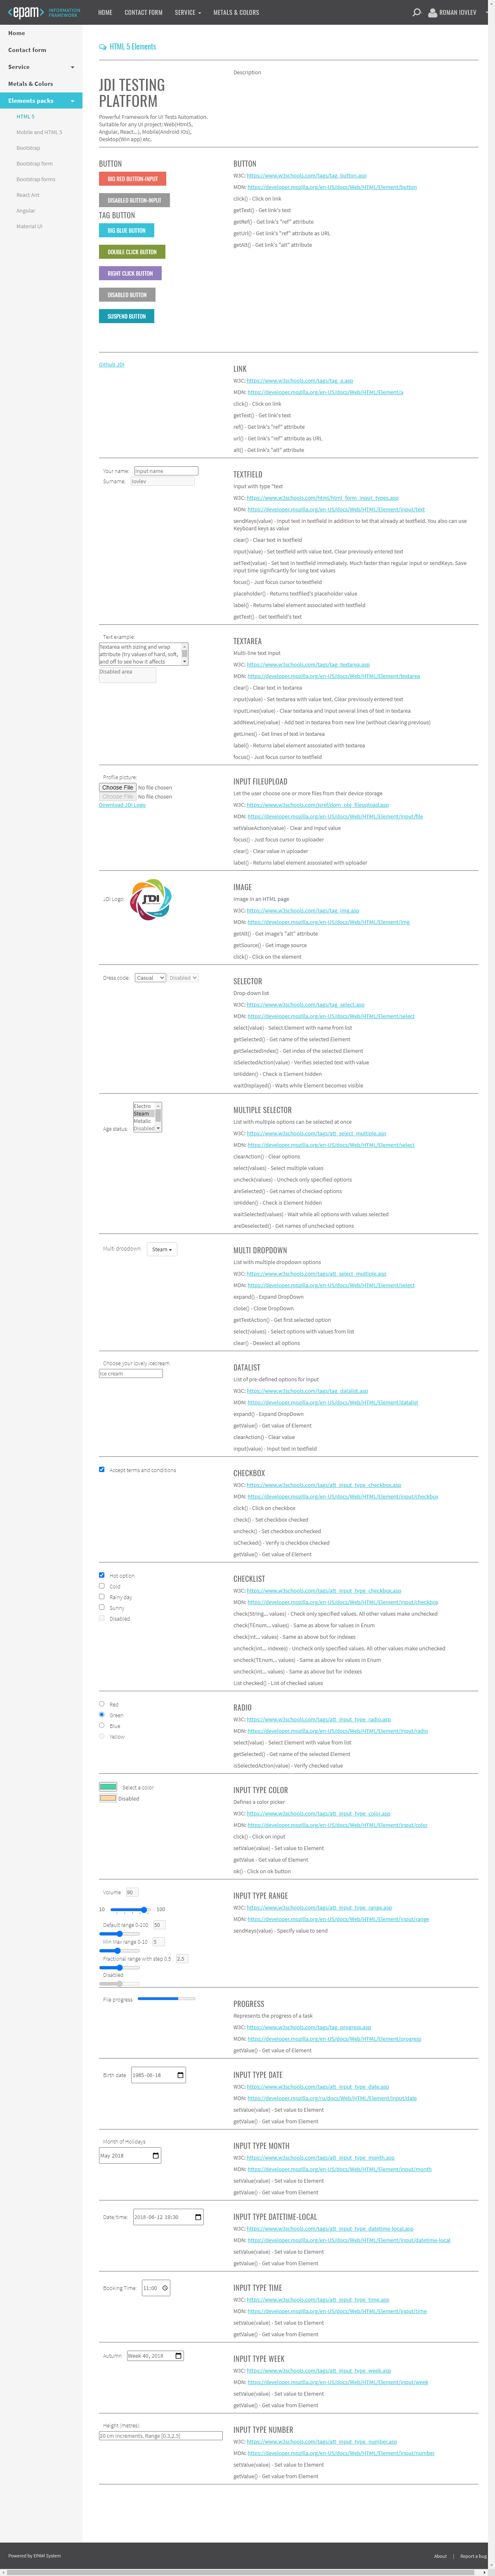 <epam> INFORMATION
FRAMEWORK
HOME CONTACT FORM SERVICE METALS & COLORS
ROMAN IOVLEV
Home
Contact form
Service
Metals & Colors
Elements packs
HTML 5
Mobile and HTML 5
Bootstrap
Bootstrap form
Bootstrap forms
React Ant
Angular
Material UI
HTML 5 Elements
JDI TESTING
PLATFORM
Powerful Framework for UI Tests Automation.
Suitable for any UI project: Web(Html5,
Angular, React...), Mobile(Android IOs),
Desktop(Win app) etc.
Description
BUTTON
BIG RED BUTTON-INPUT
DISABLED BUTTON-INPUT
TAG BUTTON
BIG BLUE BUTTON
DOUBLE CLICK BUTTON
RIGHT CLICK BUTTON
DISABLED BUTTON
SUSPEND BUTTON
BUTTON
W3C: https://www.w3schools.com/tags/tag_button.asp
MDN: https://developer.mozilla.org/en-US/docs/Web/HTML/Element/button
click() - Click on link
getText() - Get link's text
getRef() - Get link's "ref" attribute
getUrl() - Get link's "ref" attribute as URL
getAlt() - Get link's "alt" attribute
Github JDI
LINK
W3C: https://www.w3schools.com/tags/tag_a.asp
MDN: https://developer.mozilla.org/en-US/docs/Web/HTML/Element/a
click() - Click on link
getText() - Get link's text
ref() - Get link's "ref" attribute
url() - Get link's "ref" attribute as URL
alt() - Get link's "alt" attribute
Your name: Input name
Surname: Iovlev
TEXTFIELD
Input with type "text
W3C: https://www.w3schools.com/html/html_form_input_types.asp
MDN: https://developer.mozilla.org/en-US/docs/Web/HTML/Element/input/text
sendKeys(value) - Input text in textfield in addition to tet that already at textfield. You also can use
Keyboard keys as value
clear() - Clear text in textfield
input(value) - Set textfield with value text. Clear previously entered text
setText(value) - Set text in textfield immediately. Much faster than regular input or sendKeys. Save
input time significantly for long text values
focus() - Just focus cursor to textfield
placeholder() - Returns textflied's placeholder value
label() - Returns label element associated with textfield
getText() - Get textfield's text
Text example:
Textarea with sizing and wrap
attribute (try values of hard, soft,
and off to see how it affects
Disabled area
TEXTAREA
Multi-line text input
W3C: https://www.w3schools.com/tags/tag_textarea.asp
MDN: https://developer.mozilla.org/en-US/docs/Web/HTML/Element/textarea
clear() - Clear text in textarea
input(value) - Set textarea with value text. Clear previously entered text
inputLines(value) - Clear textarea and input several lines of text in textarea
addNewLine(value) - Add text in textarea from new line (without clearing previous)
getLines() - Get lines of text in textarea
label() - Returns label element associated with textarea
focus() - Just focus cursor to textfield
Profile picture:
Choose File No file chosen
Choose File No file chosen
Download JDI Logo
INPUT FILEUPLOAD
Let the user choose one or more files from their device storage
W3C: https://www.w3schools.com/jsref/dom_obj_fileupload.asp
MDN: https://developer.mozilla.org/en-US/docs/Web/HTML/Element/input/file
setValueAction(value) - Clear and input value
focus() - Just focus cursor to uploader
clear() - Clear value in uploader
label() - Returns label element associated with uploader
JDI Logo: JDI
IMAGE
Image in an HTML page
W3C: https://www.w3schools.com/tags/tag_img.asp
MDN: https://developer.mozilla.org/en-US/docs/Web/HTML/Element/img
getAlt() - Get image's "alt" attribute
getSource() - Get image source
click() - Click on the element
Dress code: Casual Disabled
SELECTOR
Drop-down list
W3C: https://www.w3schools.com/tags/tag_select.asp
MDN: https://developer.mozilla.org/en-US/docs/Web/HTML/Element/select
select(value) - Select Element with name from list
getSelected() - Get name of the selected Element
getSelectedIndex() - Get index of the selected Element
isSelectedAction(value) - Verifies selected text with value
isHidden() - Check is Element hidden
waitDisplayed() - Waits while Element becomes visible
Age status:
Electro
Steam
Metalic
Disabled
MULTIPLE SELECTOR
List with multiple options can be selected at once
W3C: https://www.w3schools.com/tags/att_select_multiple.asp
MDN: https://developer.mozilla.org/en-US/docs/Web/HTML/Element/select
clearAction() - Clear options
select(values) - Select multiple values
uncheck(values) - Uncheck only specified options
areSelected() - Get names of checked options
isHidden() - Check is Element hidden
waitSelected(values) - Wait while all options with values selected
areDeselected() - Get names of unchecked options
Multi dropdown: Steam
MULTI DROPDOWN
List with multiple dropdown options
W3C: https://www.w3schools.com/tags/att_select_multiple.asp
MDN: https://developer.mozilla.org/en-US/docs/Web/HTML/Element/select
expand() - Expand DropDown
close() - Close DropDown
getTextAction() - Get first selected option
select(values) - Select options with values from list
clear() - Deselect all options
Choose your lovely icecream
Ice cream
DATALIST
List of pre-defined options for input
W3C: https://www.w3schools.com/tags/tag_datalist.asp
MDN: https://developer.mozilla.org/en-US/docs/Web/HTML/Element/datalist
expand() - Expand DropDown
getValue() - Get value of Element
clearAction() - Clear value
input(value) - Input text in textfield
Accept terms and conditions
CHECKBOX
W3C: https://www.w3schools.com/tags/att_input_type_checkbox.asp
MDN: https://developer.mozilla.org/en-US/docs/Web/HTML/Element/input/checkbox
click() - Click on checkbox
check() - Set checkbox checked
uncheck() - Set checkbox unchecked
isChecked() - Verify is checkbox checked
getValue() - Get value of Element
Hot option
Cold
Rainy day
Sunny
Disabled
CHECKLIST
W3C: https://www.w3schools.com/tags/att_input_type_checkbox.asp
MDN: https://developer.mozilla.org/en-US/docs/Web/HTML/Element/input/checkbox
check(String... values) - Check only specified values. All other values make unchecked
check(TEnum... values) - Same as above for values in Enum
check(int... values) - Same as above but for indexes
uncheck(int... indexes) - Uncheck only specified values. All other values make unchecked
uncheck(TEnum... values) - Same as above for values in Enum
uncheck(int... values) - Same as above but for indexes
List checked() - List of checked values
Red
Green
Blue
Yellow
RADIO
W3C: https://www.w3schools.com/tags/att_input_type_radio.asp
MDN: https://developer.mozilla.org/en-US/docs/Web/HTML/Element/input/radio
select(value) - Select Element with value from list
getSelected() - Get name of the selected Element
isSelectedAction(value) - Verify checked value
Select a color
Disabled
INPUT TYPE COLOR
Defines a color picker
W3C: https://www.w3schools.com/tags/att_input_type_color.asp
MDN: https://developer.mozilla.org/en-US/docs/Web/HTML/Element/input/color
click() - Click on input
setValue(value) - Set value to Element
getValue - Get value of Element
ok() - Click on ok button
Volume 90
10 100
Default range 0-100 50
Min Max range 0-10 5
Fractional range with step 0.5 2.5
Disabled
INPUT TYPE RANGE
W3C: https://www.w3schools.com/tags/att_input_type_range.asp
MDN: https://developer.mozilla.org/en-US/docs/Web/HTML/Element/input/range
sendKeys(value) - Specify value to send
File progress
PROGRESS
Represents the progress of a task
W3C: https://www.w3schools.com/tags/tag_progress.asp
MDN: https://developer.mozilla.org/en-US/docs/Web/HTML/Element/progress
getValue() - Get value of Element
Birth date 1985-06-18
INPUT TYPE DATE
W3C: https://www.w3schools.com/tags/att_input_type_date.asp
MDN: https://developer.mozilla.org/ru/docs/Web/HTML/Element/Input/date
setValue(value) - Set value to Element
getValue() - Get value from Element
Month of Holidays
May 2018
INPUT TYPE MONTH
W3C: https://www.w3schools.com/tags/att_input_type_month.asp
MDN: https://developer.mozilla.org/en-US/docs/Web/HTML/Element/input/month
setValue(value) - Set value to Element
getValue() - Get value from Element
Date/time: 2018-06-12 19:30
INPUT TYPE DATETIME-LOCAL
W3C: https://www.w3schools.com/tags/att_input_type_datetime-local.asp
MDN: https://developer.mozilla.org/en-US/docs/Web/HTML/Element/input/datetime-local
setValue(value) - Set value to Element
getValue() - Get value from Element
Booking Time: 11:00
INPUT TYPE TIME
W3C: https://www.w3schools.com/tags/att_input_type_time.asp
MDN: https://developer.mozilla.org/en-US/docs/Web/HTML/Element/input/time
setValue(value) - Set value to Element
getValue() - Get value from Element
Autumn Week 40, 2018
INPUT TYPE WEEK
W3C: https://www.w3schools.com/tags/att_input_type_week.asp
MDN: https://developer.mozilla.org/en-US/docs/Web/HTML/Element/input/week
setValue(value) - Set value to Element
getValue() - Get value from Element
Height (metres):
20 cm increments. Range [0.3,2.5]
INPUT TYPE NUMBER
W3C: https://www.w3schools.com/tags/att_input_type_number.asp
MDN: https://developer.mozilla.org/en-US/docs/Web/HTML/Element/input/number
setValue(value) - Set value to Element
getValue() - Get value from Element
Powered by EPAM System
About | Report a bug